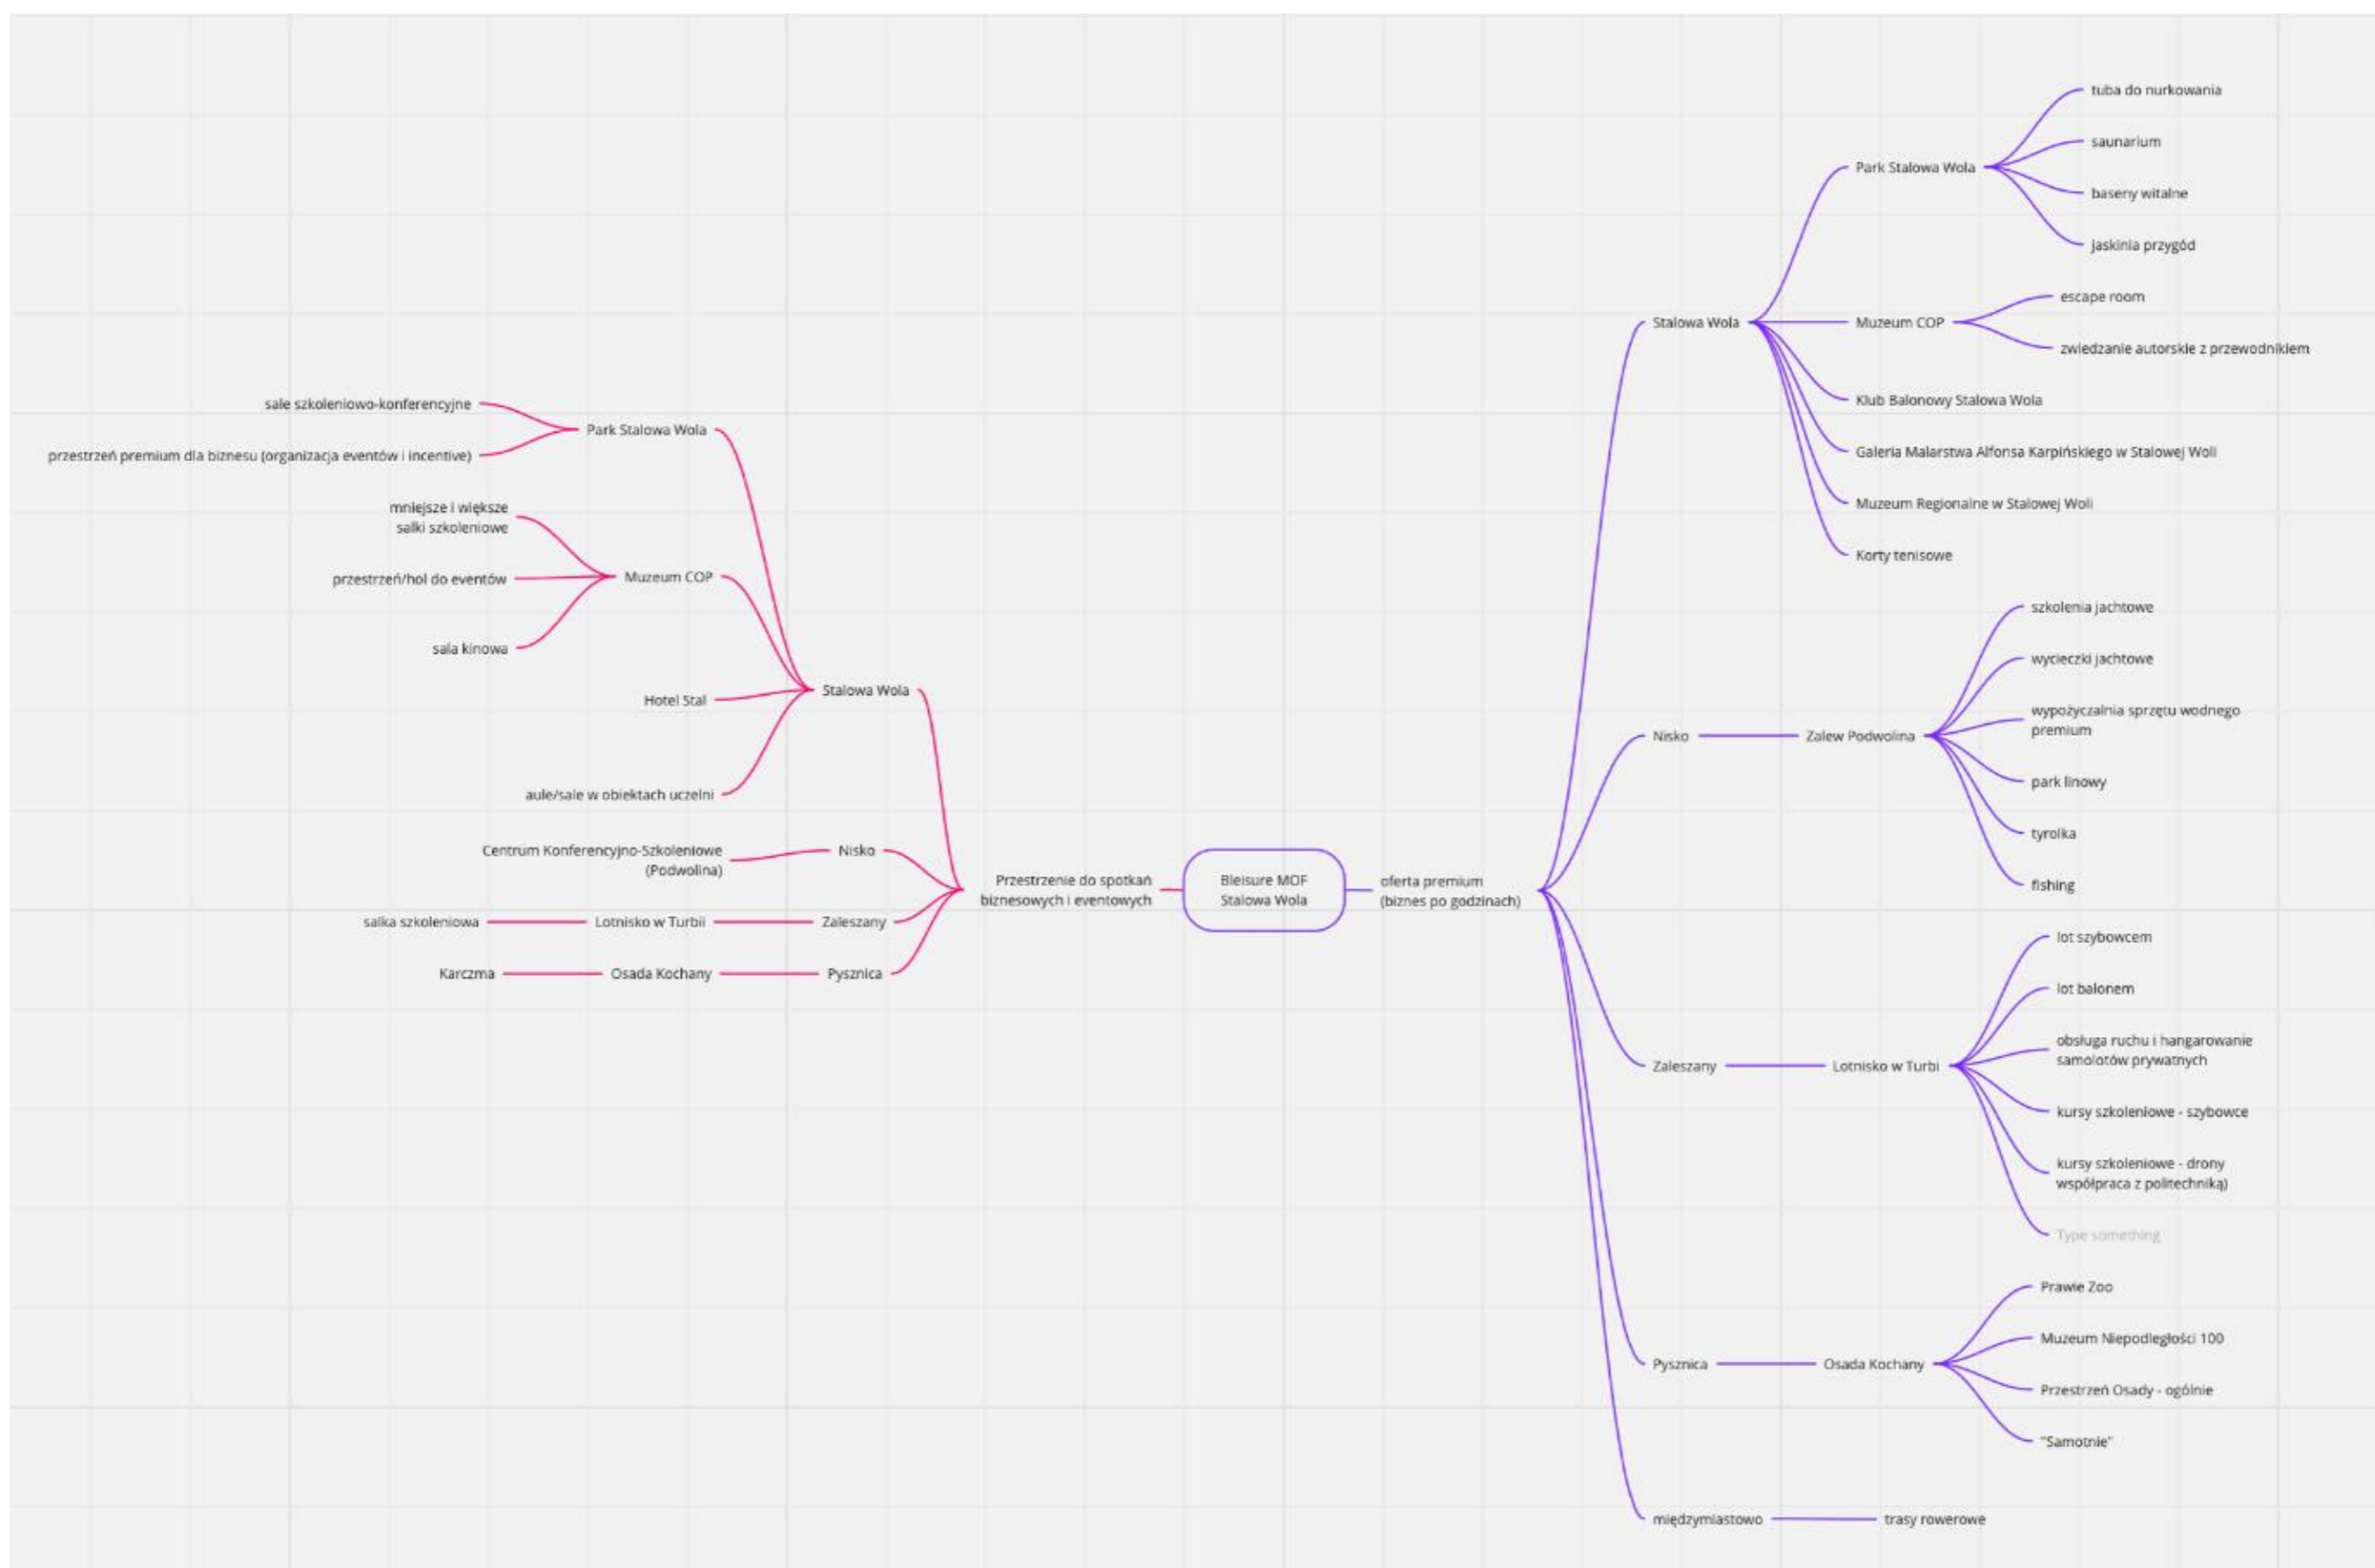 sale szkoleniowo-konferencyjne
Park Stalowa Wola
przestrzeń premium dla biznesu (organizacja eventów i incentive)
mniejsze i większe
salki szkoleniowe
przestrzeń/hol do eventów
Muzeum COP
sala kinowa
Hotel Stal
Stalowa Wola
aule/sale w obiektach uczelni
Centrum Konferencyjno-Szkoleniowe
(Podwolina)
Nisko
salka szkoleniowa
Lotnisko w Turbii
Zaleszany
Karczma
Osada Kochany
Pysznica
Przestrzenie do spotkań
biznesowych i eventowych
Bleisure MOF
Stalowa Wola
oferta premium
(biznes po godzinach)
Stalowa Wola
Park Stalowa Wola
tuba do nurkowania
saunarium
baseny witalne
jaskinia przygód
Muzeum COP
escape room
zwiedzanie autorskie z przewodnikiem
Klub Balonowy Stalowa Wola
Galeria Malarstwa Alfonsa Karpińskiego w Stalowej Woli
Muzeum Regionalne w Stalowej Woli
Korty tenisowe
Nisko
Zalew Podwolina
szkolenia jachtowe
wycieczki jachtowe
wypożyczalnia sprzętu wodnego
premium
park linowy
tyrolka
fishing
Zaleszany
Lotnisko w Turbi
lot szybowcem
lot balonem
obsługa ruchu i hangarowanie
samolotów prywatnych
kursy szkoleniowe - szybowce
kursy szkoleniowe - drony
współpraca z politechniką)
Type something
Pysznica
Osada Kochany
Prawie Zoo
Muzeum Niepodległości 100
Przestrzeń Osady - ogólnie
"Samotnie"
międzymiastowo
trasy rowerowe